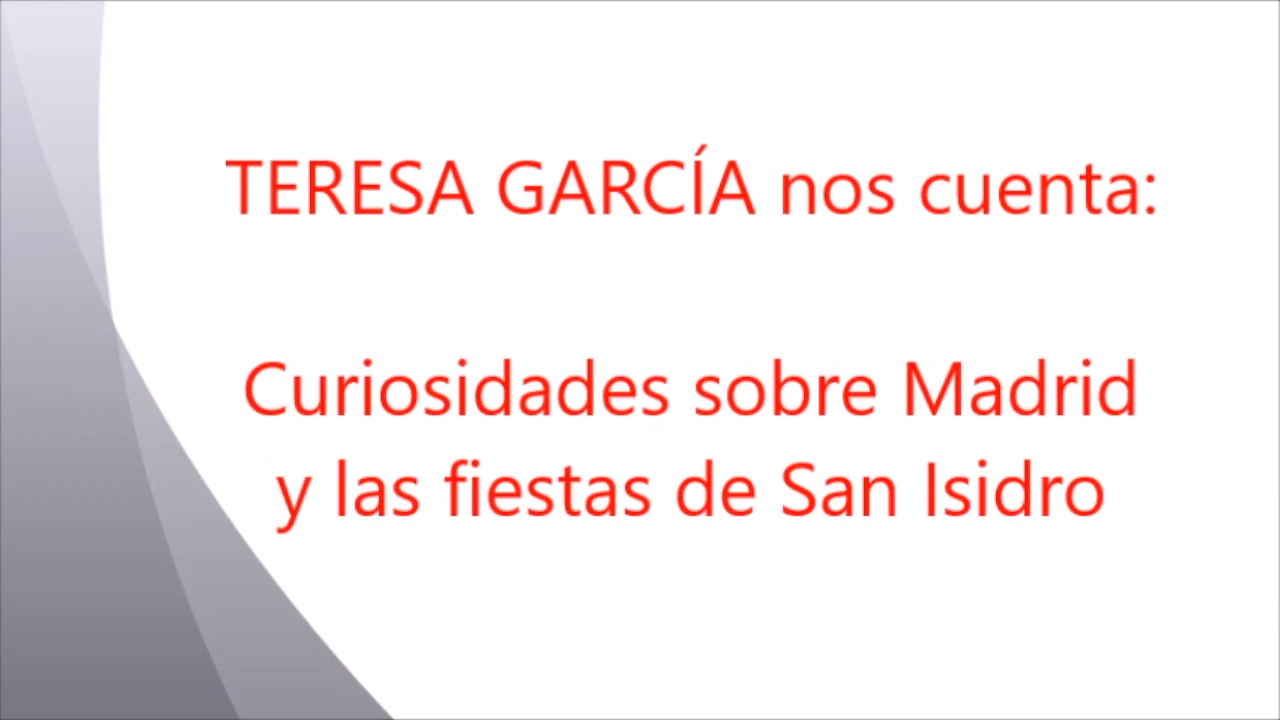 TERESA GARCÍA nos cuenta:
Curiosidades sobre Madrid
y las fiestas de San Isidro